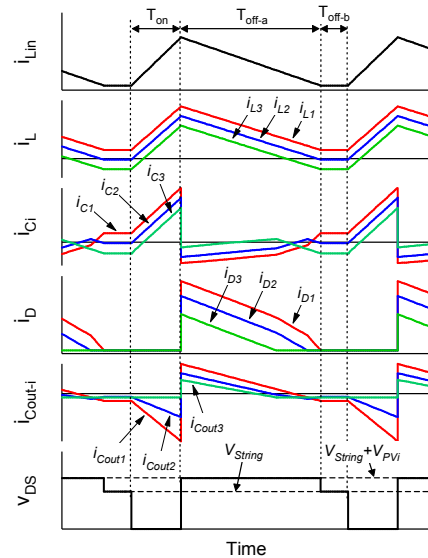 T_on T_off-a T_off-b
i_Lin
i_L
i_L3 i_L2 i_L1
i_Ci
i_C1 i_C2 i_C3
i_D
i_D3 i_D2 i_D1
i_Cout-i
i_Cout1 i_Cout2 i_Cout3
v_DS
V_String V_String+V_PVi
Time